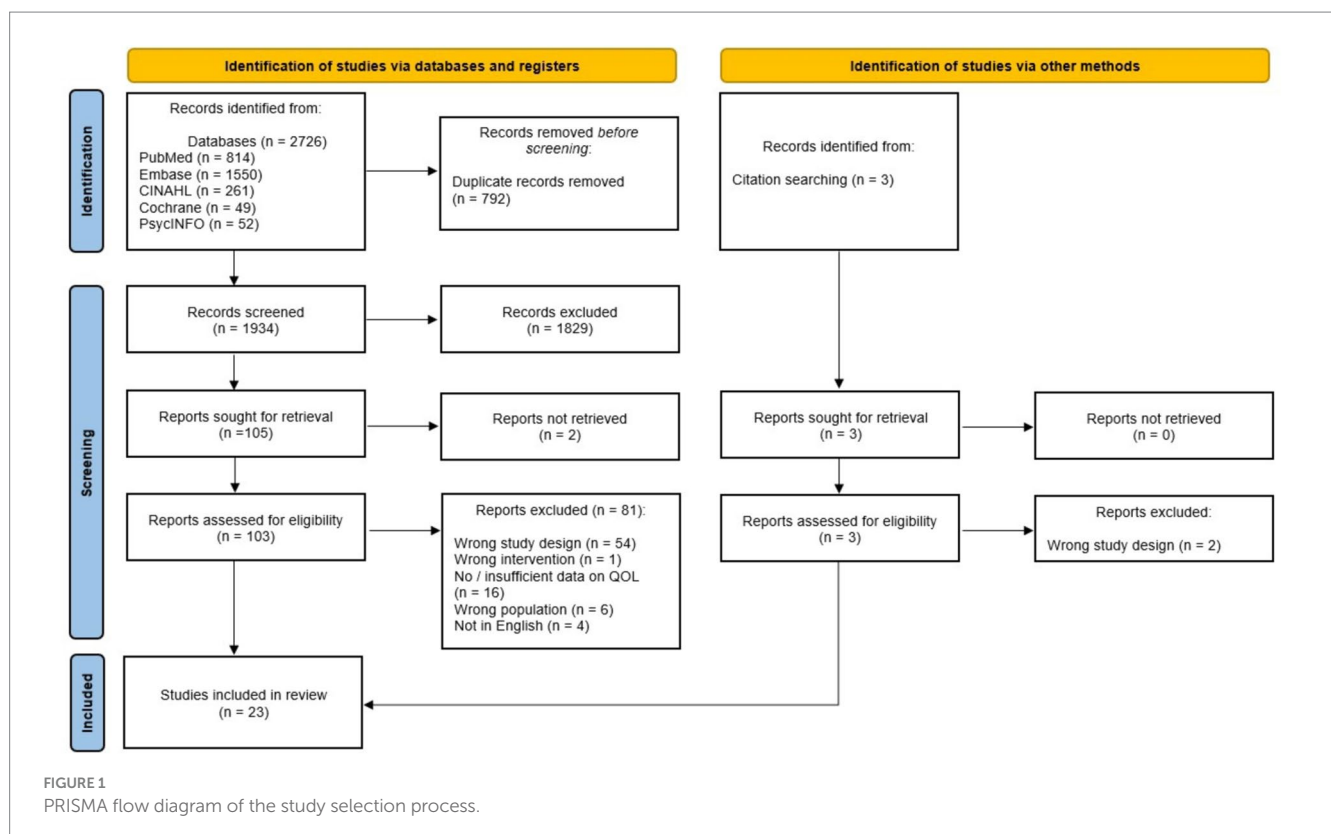 Identification of studies via databases and registers
Identification of studies via other methods
Identification
Records identified from:
Databases (n = 2726)
PubMed (n = 814)
Embase (n = 1550)
CINAHL (n = 261)
Cochrane (n = 49)
PsycINFO (n = 52)
Records removed before
screening:
Duplicate records removed
(n = 792)
Records identified from:
Citation searching (n = 3)
Screening
Records screened
(n = 1934)
Records excluded
(n = 1829)
Reports sought for retrieval
(n =105)
Reports not retrieved
(n = 2)
Reports sought for retrieval
(n = 3)
Reports not retrieved
(n = 0)
Reports assessed for eligibility
(n = 103)
Reports excluded (n = 81):
Wrong study design (n = 54)
Wrong intervention (n = 1)
No / insufficient data on QOL
(n = 16)
Wrong population (n = 6)
Not in English (n = 4)
Reports assessed for eligibility
(n = 3)
Reports excluded:
Wrong study design (n = 2)
Included
Studies included in review
(n = 23)
FIGURE 1
PRISMA flow diagram of the study selection process.